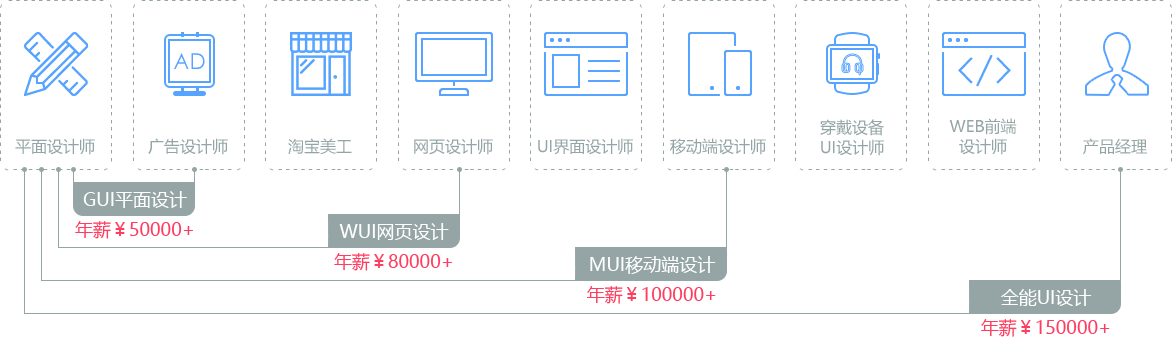 AD
平面设计师
广告设计师
淘宝美工
网页设计师
UI界面设计师
移动端设计师
穿戴设备
UI设计师
WEB前端
设计师
产品经理
GUI平面设计
年薪¥50000+
WUI网页设计
年薪¥80000+
MUI移动端设计
年薪¥100000+
全能UI设计
年薪¥150000+